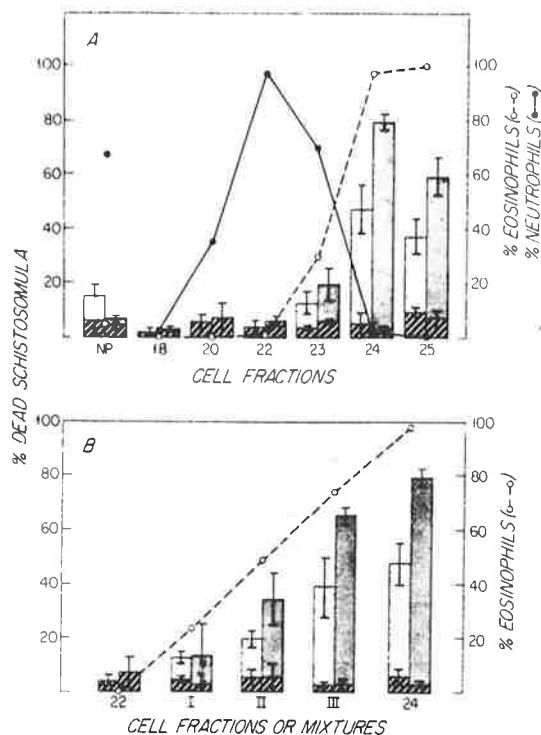 A
100
80
60
40
20
100
80
60
40
20
NP
18
20
22
23
24
25
CELL FRACTIONS
% DEAD SCHISTOSOMULA
% EOSINOPHILS (o--o)
% NEUTROPHILS (●—●)
B
100
80
60
40
20
100
80
60
40
20
22
I
II
III
24
CELL FRACTIONS OR MIXTURES
% EOSINOPHILS (o--o)